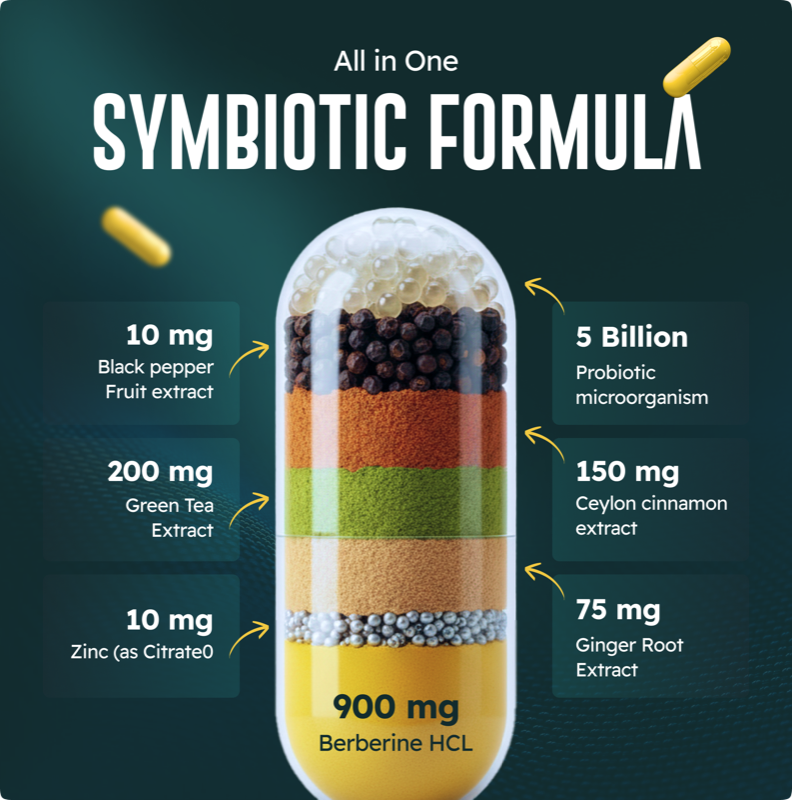 All in One
SYMBIOTIC FORMULA
10 mg
Black pepper
Fruit extract
5 Billion
Probiotic
microorganism
200 mg
Green Tea
Extract
150 mg
Ceylon cinnamon
extract
10 mg
Zinc (as Citrate0
75 mg
Ginger Root
Extract
900 mg
Berberine HCL